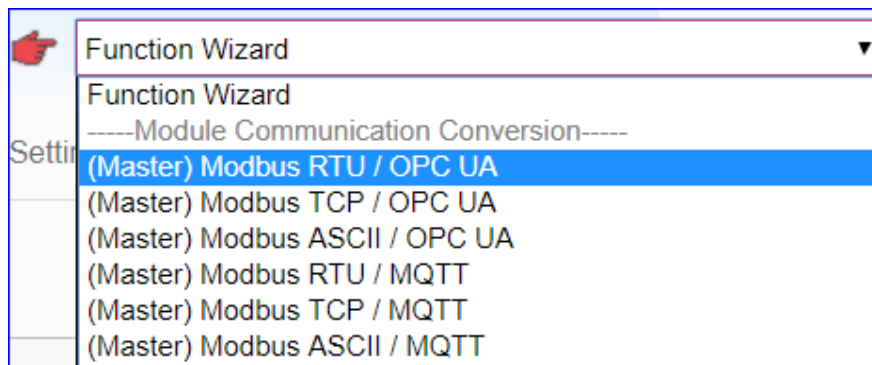 Function Wizard
Function Wizard
-----Module Communication Conversion-----
(Master) Modbus RTU / OPC UA
(Master) Modbus TCP / OPC UA
(Master) Modbus ASCII / OPC UA
(Master) Modbus RTU / MQTT
(Master) Modbus TCP / MQTT
(Master) Modbus ASCII / MQTT